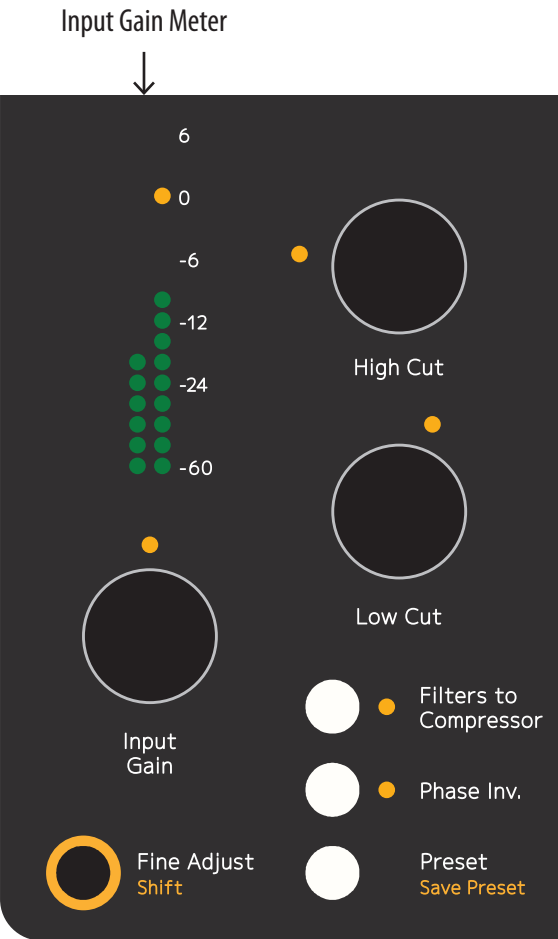 Input Gain Meter
6
0
-6
-12
-24
-60
High Cut
Low Cut
Input
Gain
Filters to
Compressor
Phase Inv.
Fine Adjust
Shift
Preset
Save Preset